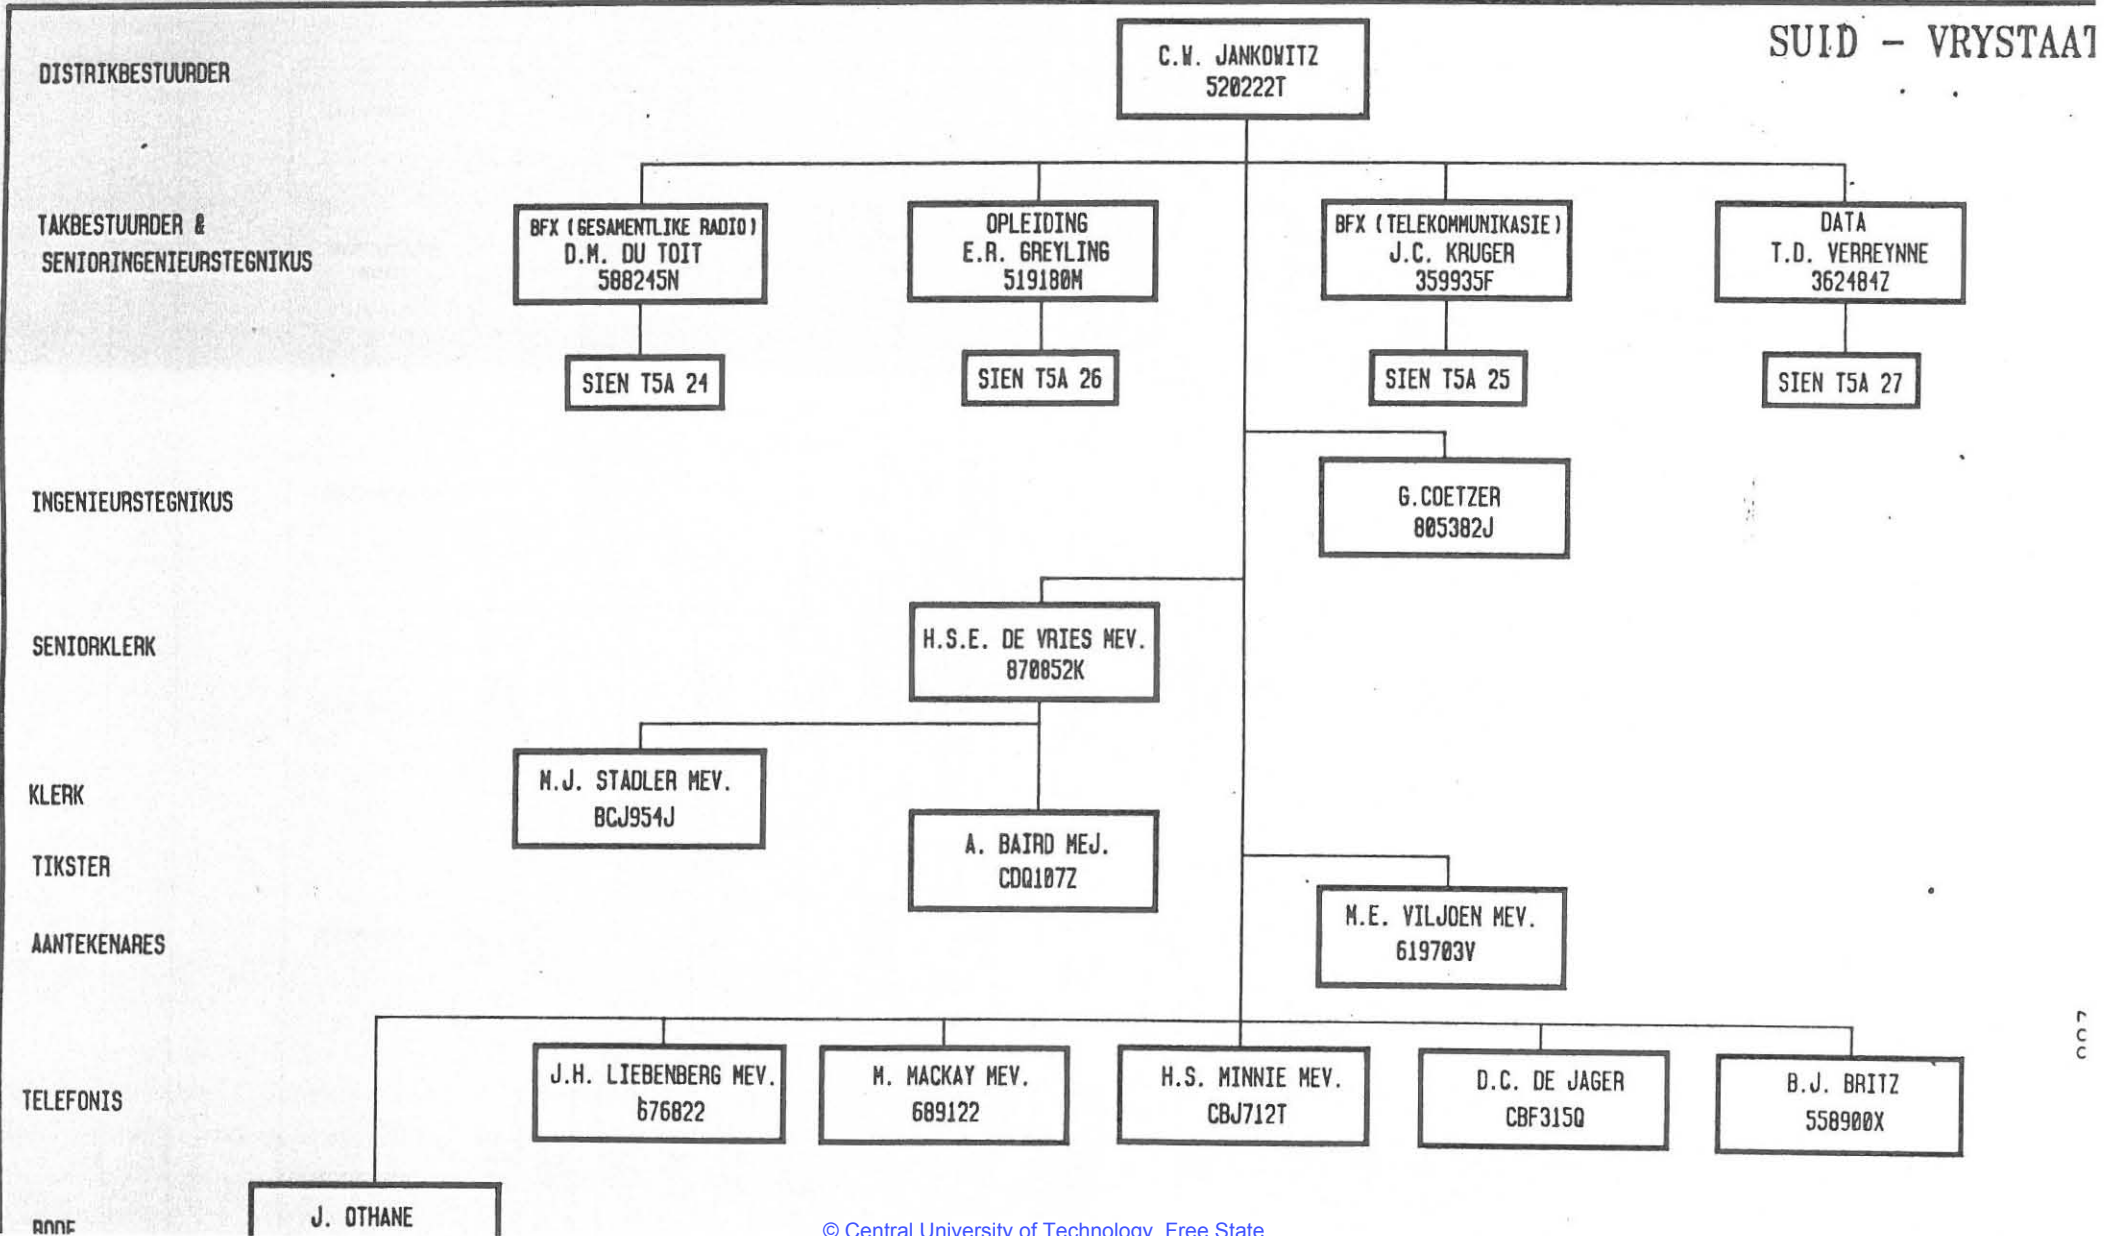 SUID - VRYSTAAT
DISTRIKBESTUURDER
C.W. JANKOWITZ
520222T
TAKBESTUURDER &
SENIORINGENIEURSTEGNIKUS
BFX (GESAMENTLIKE RADIO)
D.M. DU TOIT
588245N
OPLEIDING
E.R. GREYLING
519180M
BFX (TELEKOMMUNIKASIE)
J.C. KRUGER
359935F
DATA
T.D. VERREYNNE
362484Z
SIEN T5A 24
SIEN T5A 26
SIEN T5A 25
SIEN T5A 27
INGENIEURSTEGNIKUS
G.COETZER
805382J
SENIORKLERK
H.S.E. DE VRIES MEV.
870852K
KLERK
M.J. STADLER MEV.
BCJ954J
TIKSTER
A. BAIRD MEJ.
CDQ107Z
AANTEKENARES
M.E. VILJOEN MEV.
619703V
TELEFONIS
J.H. LIEBENBERG MEV.
676822
M. MACKAY MEV.
689122
H.S. MINNIE MEV.
CBJ712T
D.C. DE JAGER
CBF315Q
B.J. BRITZ
558900X
BODE
J. OTHANE
© Central University of Technology, Free State